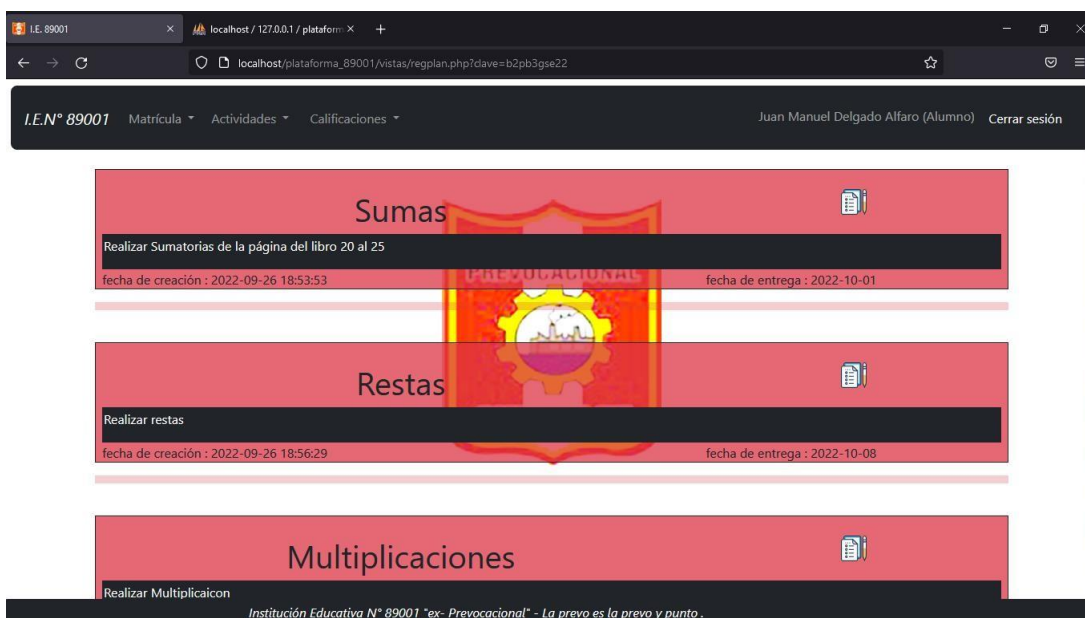 I.E. 89001
localhost / 127.0.0.1 / plataform
localhost/plataforma_89001/vistas/regplan.php?clave=b2pb3gse22
I.E.N° 89001 Matrícula Actividades Calificaciones Juan Manuel Delgado Alfaro (Alumno) Cerrar sesión
Sumas
Realizar Sumatorias de la página del libro 20 al 25
fecha de creación : 2022-09-26 18:53:53 fecha de entrega : 2022-10-01
PREVOCACIONAL
Restas
Realizar restas
fecha de creación : 2022-09-26 18:56:29 fecha de entrega : 2022-10-08
Multiplicaciones
Realizar Multiplicaicon
Institución Educativa N° 89001 "ex- Prevocacional" - La prevo es la prevo y punto .